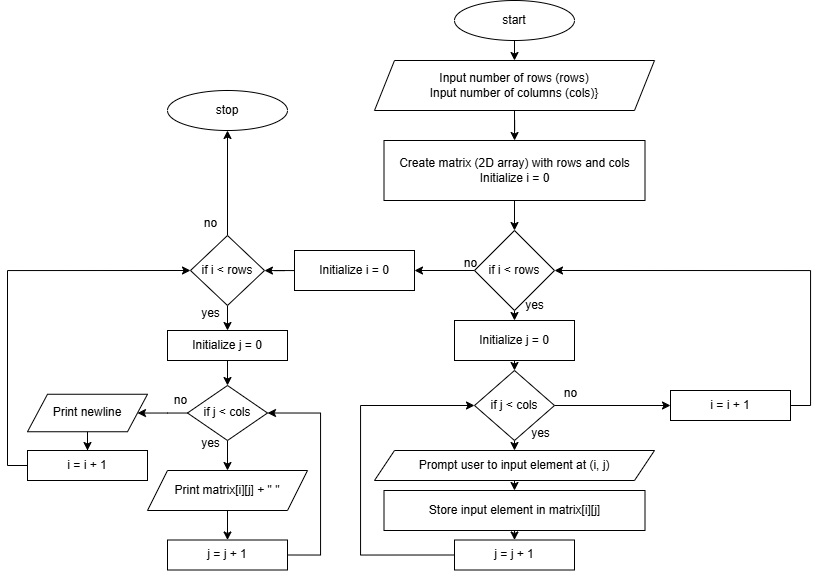 start
Input number of rows (rows)
Input number of columns (cols)}
stop
Create matrix (2D array) with rows and cols
Initialize i = 0
no
if i < rows
Initialize i = 0
no
if i < rows
yes
yes
Initialize j = 0
Initialize j = 0
no
no
Print newline
if j < cols
if j < cols
i = i + 1
yes
yes
i = i + 1
Prompt user to input element at (i, j)
Print matrix[i][j] + " "
Store input element in matrix[i][j]
j = j + 1
j = j + 1